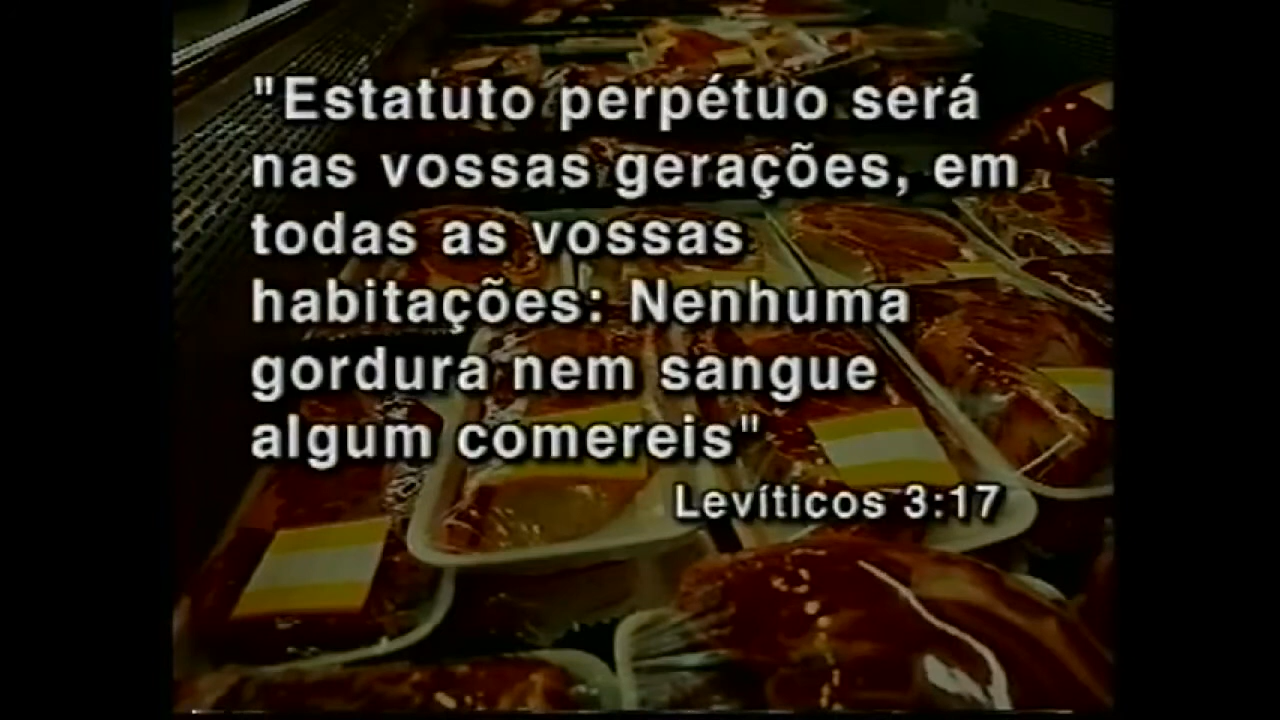 "Estatuto perpétuo será
nas vossas gerações, em
todas as vossas
habitações: Nenhuma
gordura nem sangue
algum comereis"
Levíticos 3:17